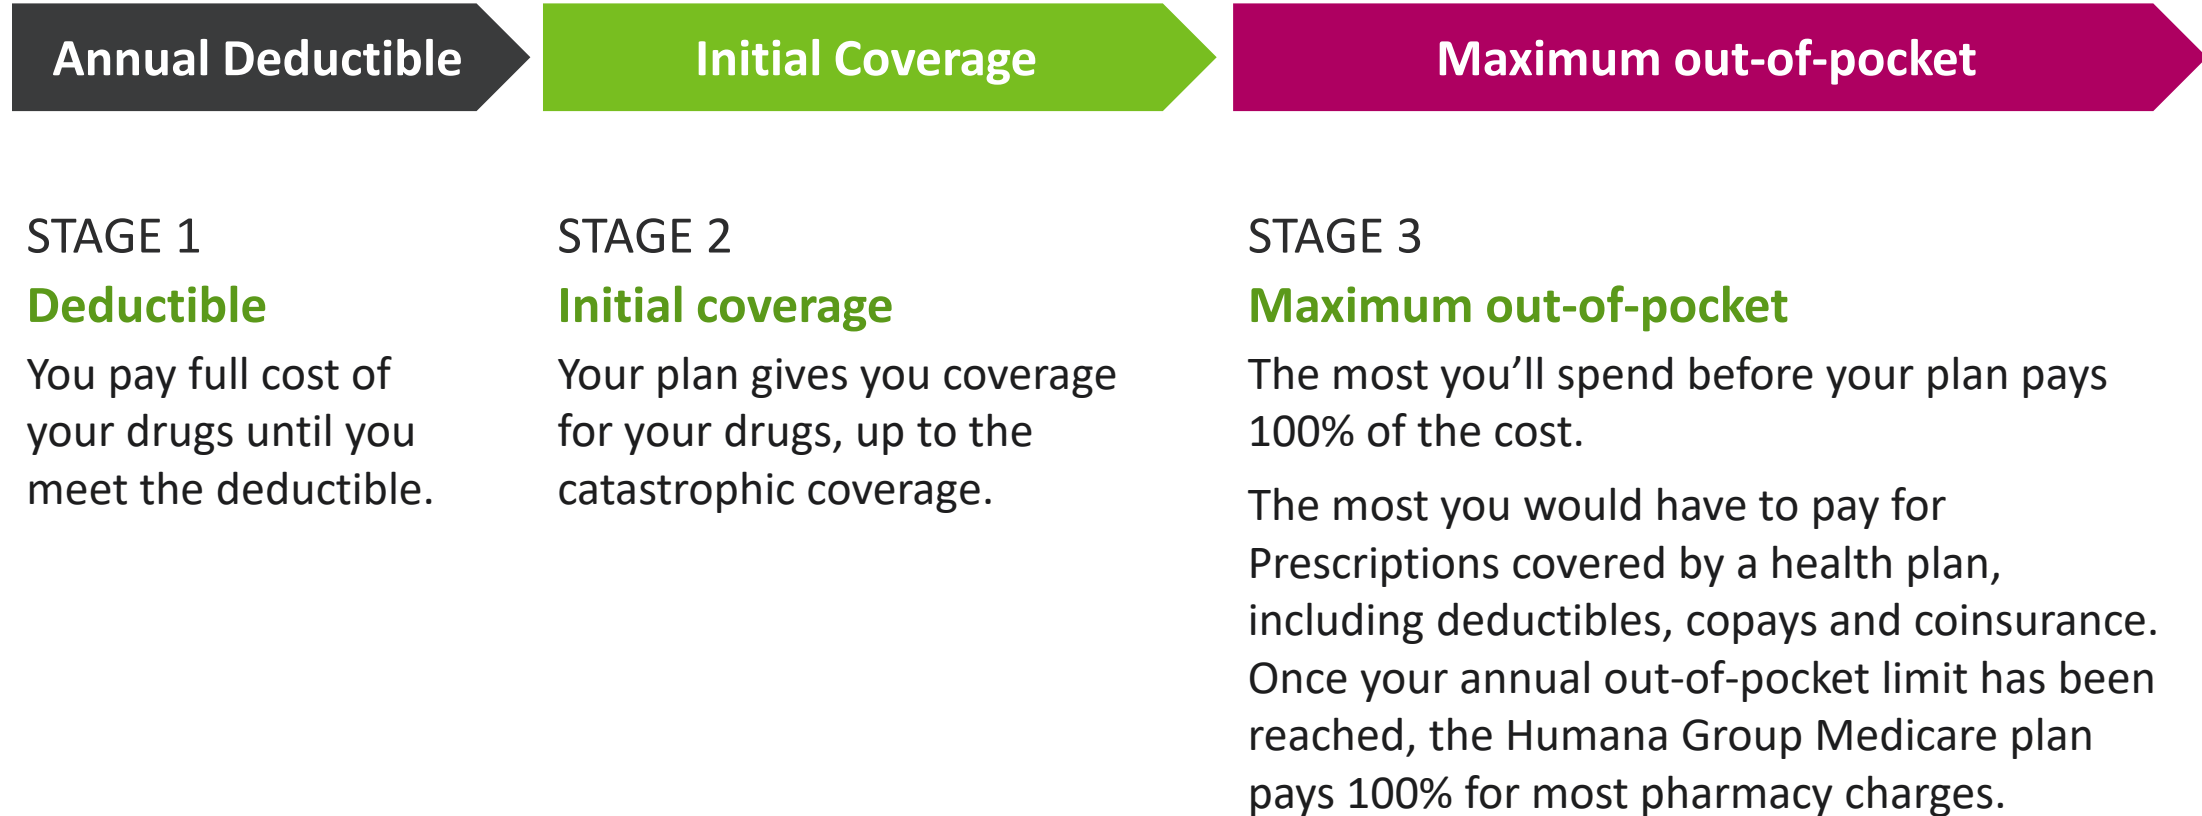 Annual Deductible
Initial Coverage
Maximum out-of-pocket
STAGE 1
Deductible
You pay full cost of
your drugs until you
meet the deductible.
STAGE 2
Initial coverage
Your plan gives you coverage
for your drugs, up to the
catastrophic coverage.
STAGE 3
Maximum out-of-pocket
The most you’ll spend before your plan pays
100% of the cost.
The most you would have to pay for
Prescriptions covered by a health plan,
including deductibles, copays and coinsurance.
Once your annual out-of-pocket limit has been
reached, the Humana Group Medicare plan
pays 100% for most pharmacy charges.